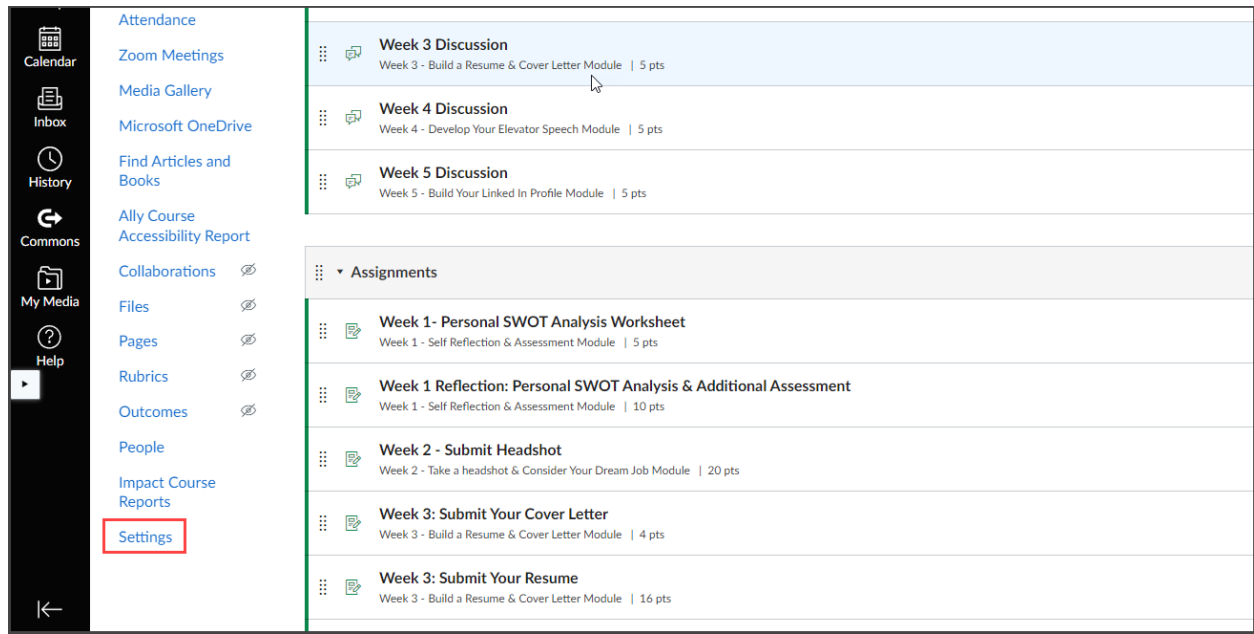 Calendar
Inbox
History
Commons
My Media
?
Help
Attendance
Zoom Meetings
Media Gallery
Microsoft OneDrive
Find Articles and
Books
Ally Course
Accessibility Report
Collaborations
Files
Pages
Rubrics
Outcomes
People
Impact Course
Reports
Settings
Week 3 Discussion
Week 3 - Build a Resume & Cover Letter Module | 5 pts
Week 4 Discussion
Week 4 - Develop Your Elevator Speech Module | 5 pts
Week 5 Discussion
Week 5 - Build Your Linked In Profile Module | 5 pts
Assignments
Week 1- Personal SWOT Analysis Worksheet
Week 1 - Self Reflection & Assessment Module | 5 pts
Week 1 Reflection: Personal SWOT Analysis & Additional Assessment
Week 1 - Self Reflection & Assessment Module | 10 pts
Week 2 - Submit Headshot
Week 2 - Take a headshot & Consider Your Dream Job Module | 20 pts
Week 3: Submit Your Cover Letter
Week 3 - Build a Resume & Cover Letter Module | 4 pts
Week 3: Submit Your Resume
Week 3 - Build a Resume & Cover Letter Module | 16 pts